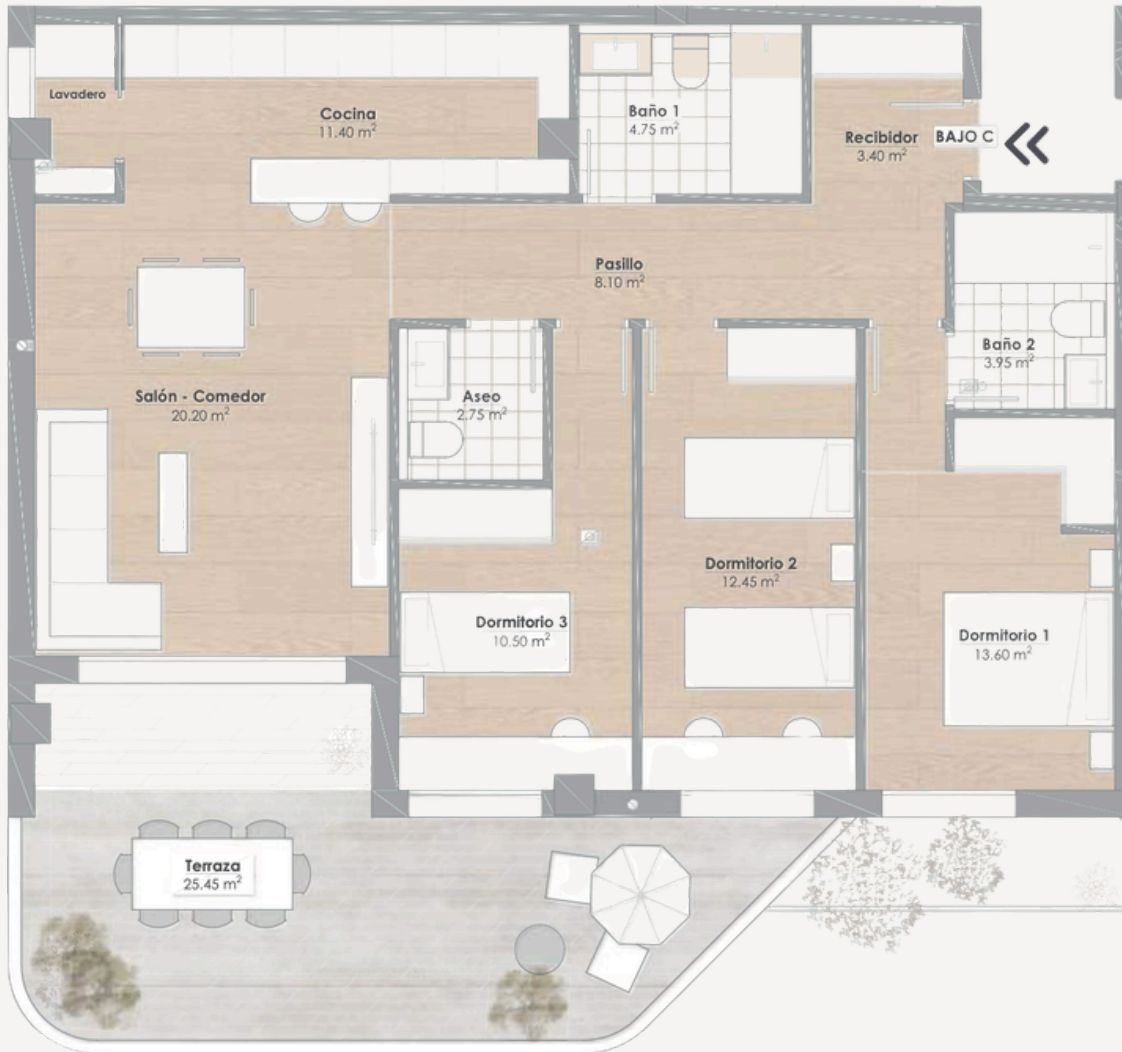 Lavadero
Cocina
11.40 m²
Baño 1
4.75 m²
Recibidor
3.40 m²
BAJO C
Pasillo
8.10 m²
Baño 2
3.95 m²
Salón - Comedor
20.20 m²
Aseo
2.75 m²
Dormitorio 2
12.45 m²
Dormitorio 3
10.50 m²
Dormitorio 1
13.60 m²
Terraza
25.45 m²